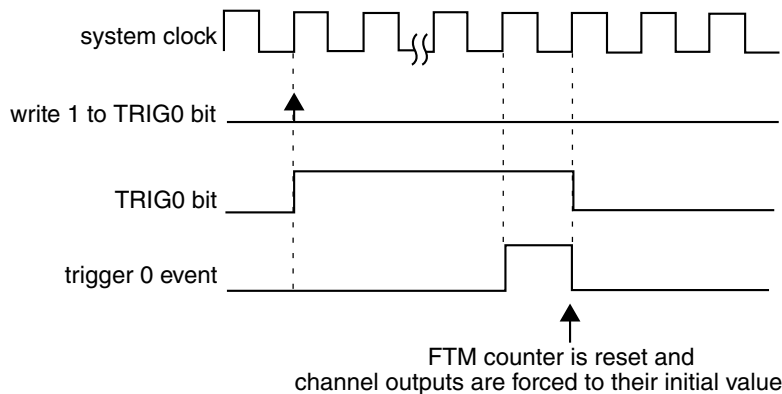 system clock
write 1 to TRIG0 bit
TRIG0 bit
trigger 0 event
FTM counter is reset and
channel outputs are forced to their initial value